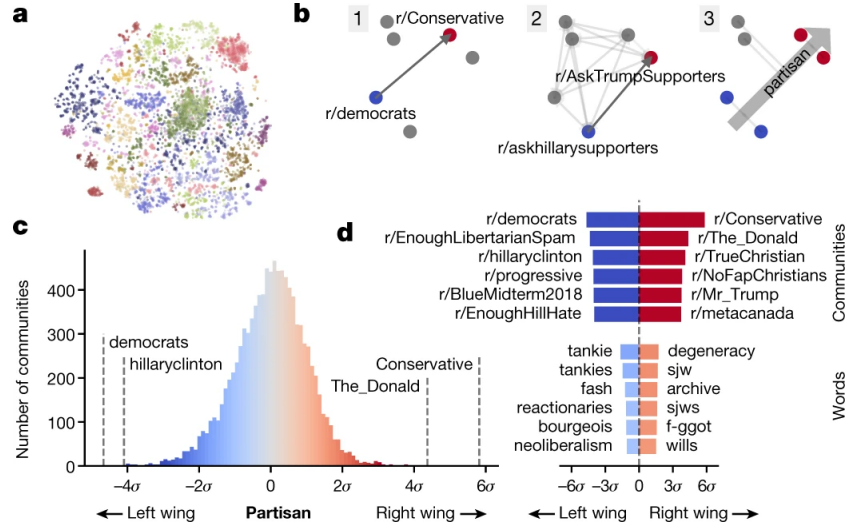 a
b
1
r/Conservative
r/democrats
2
r/AskTrumpSupporters
r/askhillarysupporters
3
partisan
c
Number of communities
400
300
200
100
0
democrats
hillaryclinton
Conservative
The_Donald
−4σ −2σ 0 2σ 4σ 6σ
Left wing Partisan Right wing
d
r/democrats r/Conservative
r/EnoughLibertarianSpam r/The_Donald
r/hillaryclinton r/TrueChristian
r/progressive r/NoFapChristians
r/BlueMidterm2018 r/Mr_Trump
r/EnoughHillHate r/metacanada
Communities
tankie degeneracy
tankies sjw
fash archive
reactionaries sjws
bourgeois f-ggot
neoliberalism wills
Words
−6σ −3σ 0 3σ 6σ
Left wing Right wing